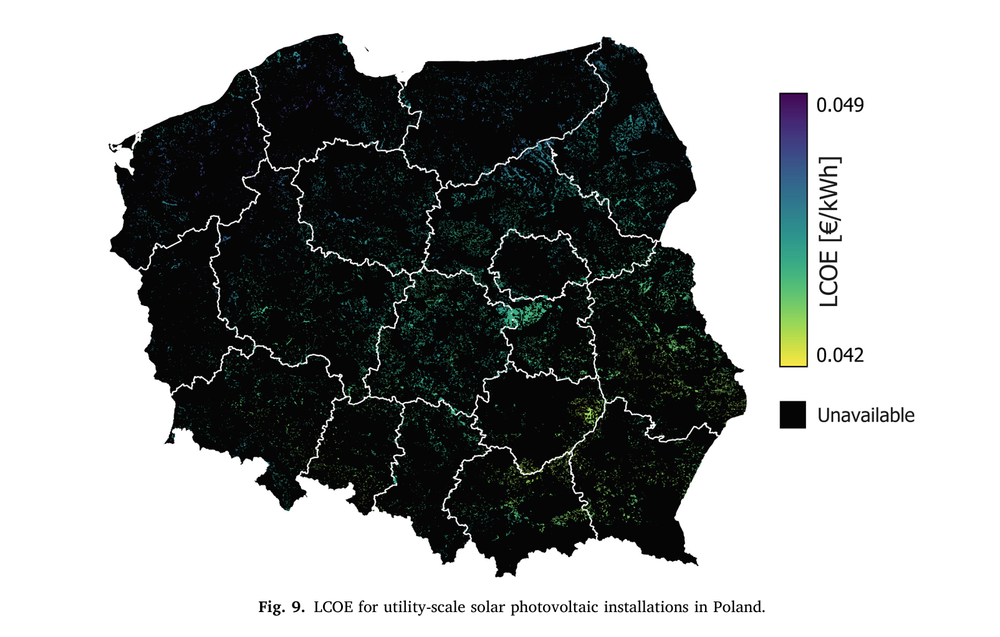 0.049
LCOE [€/kWh]
0.042
Unavailable
Fig. 9. LCOE for utility-scale solar photovoltaic installations in Poland.